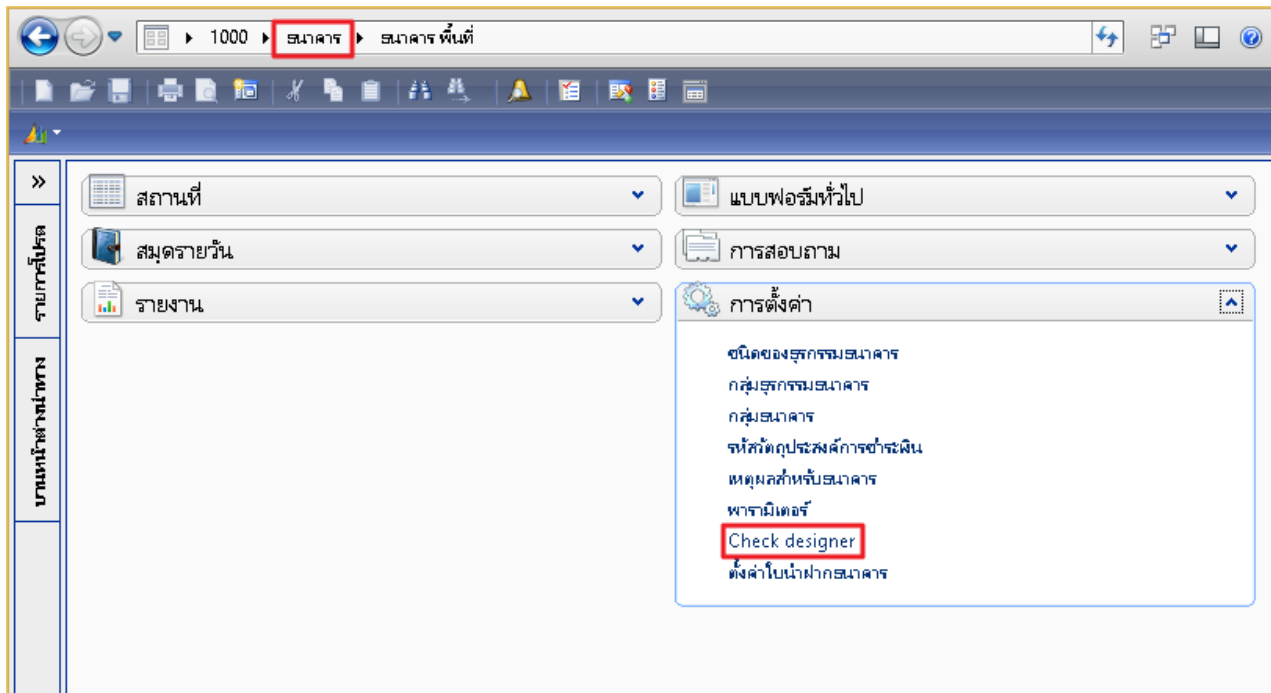 1000 ธนาคาร ธนาคาร พื้นที่
รายการโปรด
บานหน้าต่างนำทาง
สถานที่
สมุดรายวัน
รายงาน
แบบฟอร์มทั่วไป
การสอบถาม
การตั้งค่า
ชนิดของธุรกรรมธนาคาร
กลุ่มธุรกรรมธนาคาร
กลุ่มธนาคาร
รหัสวัตถุประสงค์การชำระเงิน
เหตุผลสำหรับธนาคาร
พารามิเตอร์
Check designer
ตั้งค่าใบนำฝากธนาคาร